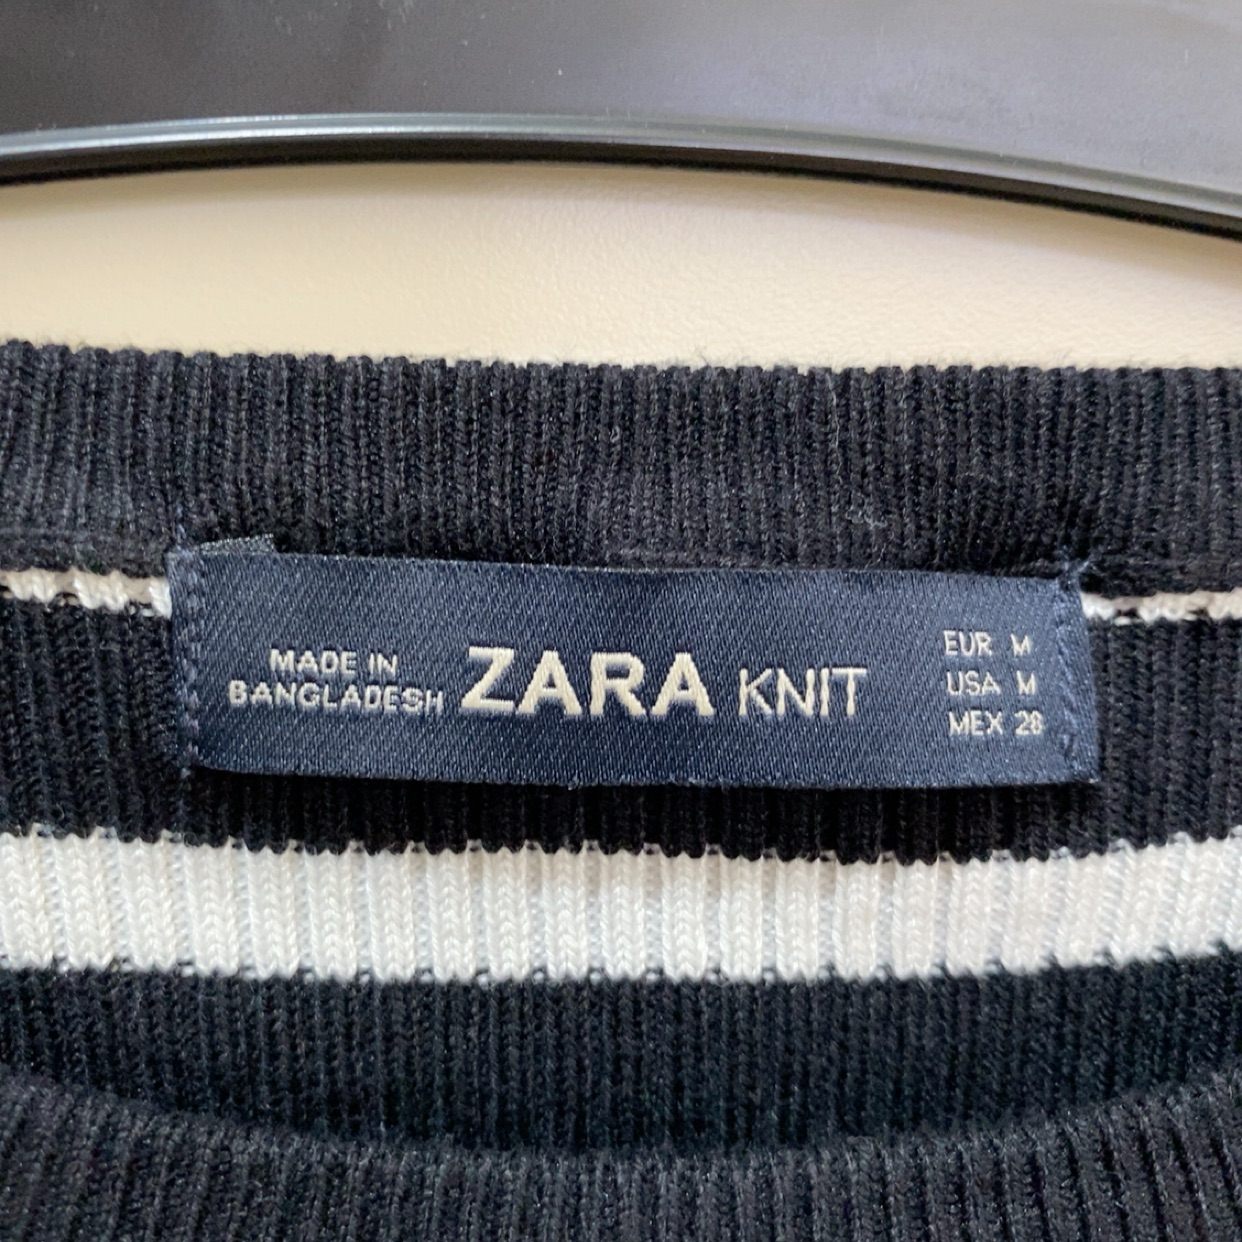 MADE IN
BANGLADESH
ZARA KNIT
EUR M
USA M
MEX 28